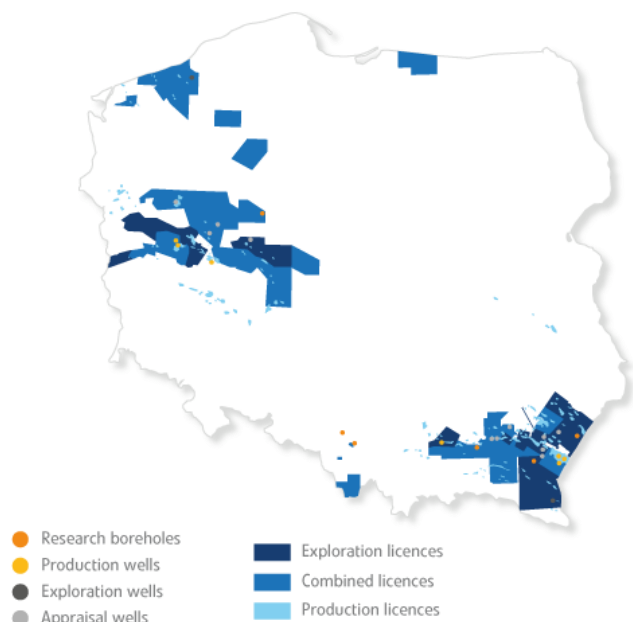 Research boreholes
Production wells
Exploration wells
Appraisal wells
Exploration licences
Combined licences
Production licences